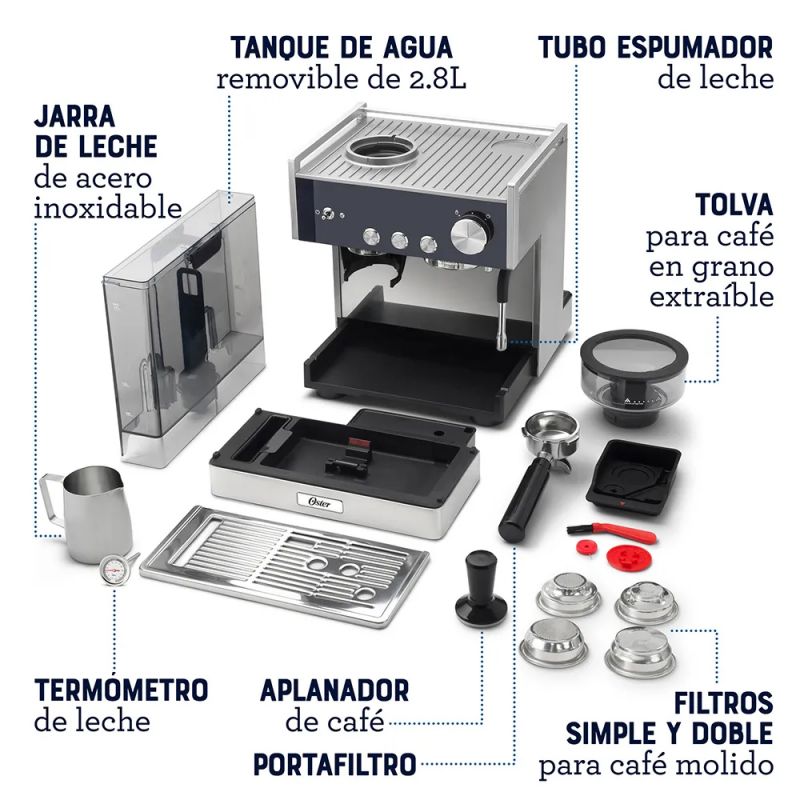 TANQUE DE AGUA
removible de 2.8L
TUBO ESPUMADOR
de leche
JARRA
DE LECHE
de acero
inoxidable
TOLVA
para café
en grano
extraíble
Oster
TERMÓMETRO
de leche
APLANADOR
de café
PORTAFILTRO
FILTROS
SIMPLE Y DOBLE
para café molido